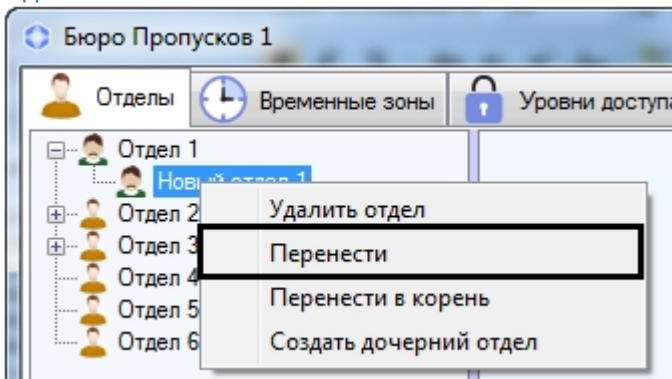 Бюро Пропусков 1
Отделы Временные зоны Уровни доступа
Отдел 1
Новый отдел 1
Отдел 2
Отдел 3
Отдел 4
Отдел 5
Отдел 6
Удалить отдел
Перенести
Перенести в корень
Создать дочерний отдел